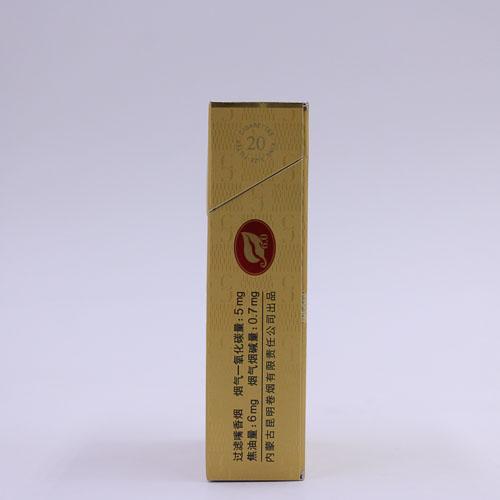 20
CIGARETTES
过滤嘴香烟 烟气一氧化碳量:5mg
焦油量:6mg 烟气烟碱量:0.7mg
内蒙古昆明卷烟有限责任公司出品